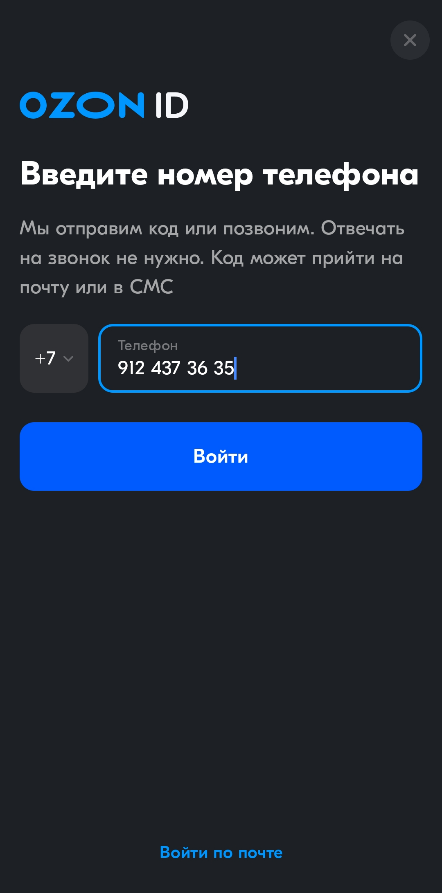 OZON ID
Введите номер телефона
Мы отправим код или позвоним. Отвечать
на звонок не нужно. Код может прийти на
почту или в СМС
+7
Телефон
912 437 36 35
Войти
Войти по почте